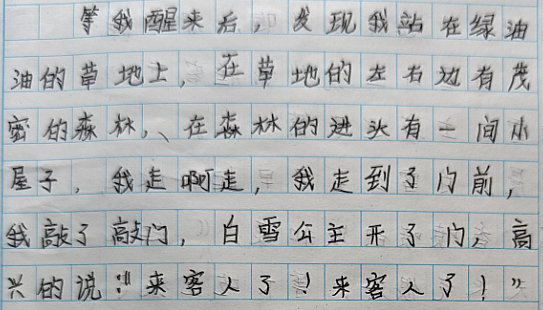 等我醒来后，发现我站在绿油
油的草地上，在草地的左右边有茂
密的森林，、在森林的进头有一间小
屋子，我走啊走，我走到了门前，
我敲了敲门，白雪公主开了门，高
兴的说：“来客人了！来客人了！”